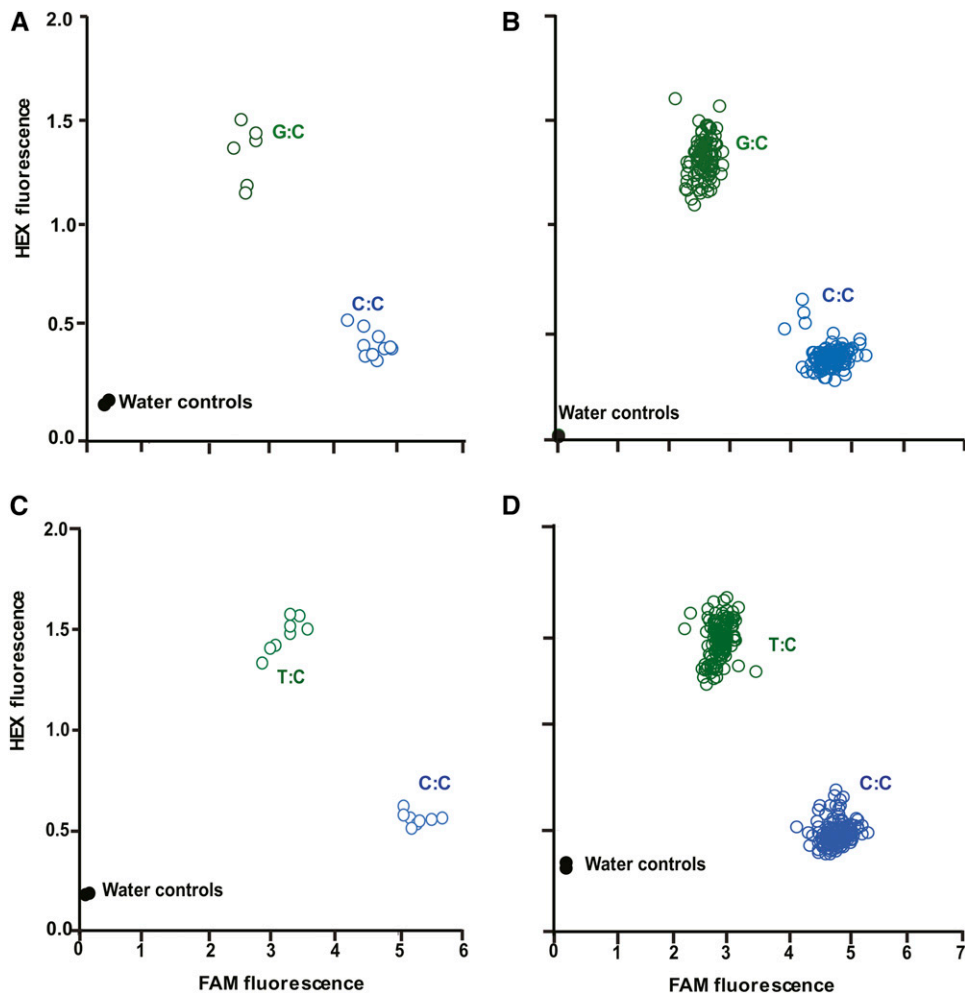 A
B
2.0
1.5
1.0
0.5
0.0
HEX fluorescence
G:C
C:C
Water controls
G:C
C:C
Water controls
C
D
2.0
1.5
1.0
0.5
0.0
HEX fluorescence
T:C
C:C
Water controls
T:C
C:C
Water controls
0 1 2 3 4 5 6
0 1 2 3 4 5 6 7
FAM fluorescence
FAM fluorescence